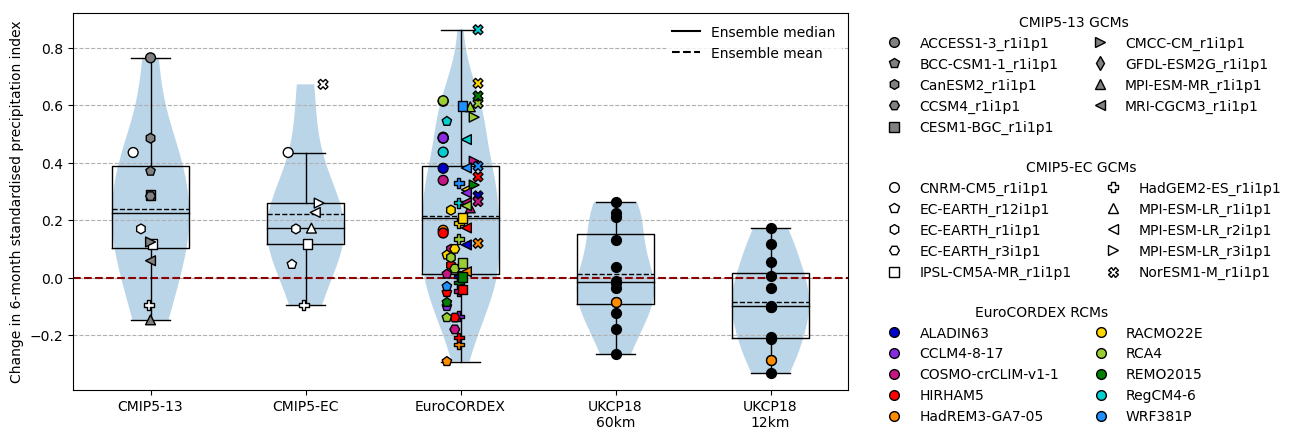 Change in 6-month standardised precipitation index
0.8
0.6
0.4
0.2
0.0
−0.2
Ensemble median
Ensemble mean
CMIP5-13
CMIP5-EC
EuroCORDEX
UKCP18
60km
UKCP18
12km
CMIP5-13 GCMs
ACCESS1-3_r1i1p1
BCC-CSM1-1_r1i1p1
CanESM2_r1i1p1
CCSM4_r1i1p1
CESM1-BGC_r1i1p1
CMCC-CM_r1i1p1
GFDL-ESM2G_r1i1p1
MPI-ESM-MR_r1i1p1
MRI-CGCM3_r1i1p1
CMIP5-EC GCMs
CNRM-CM5_r1i1p1
EC-EARTH_r12i1p1
EC-EARTH_r1i1p1
EC-EARTH_r3i1p1
IPSL-CM5A-MR_r1i1p1
HadGEM2-ES_r1i1p1
MPI-ESM-LR_r1i1p1
MPI-ESM-LR_r2i1p1
MPI-ESM-LR_r3i1p1
NorESM1-M_r1i1p1
EuroCORDEX RCMs
ALADIN63
CCLM4-8-17
COSMO-crCLIM-v1-1
HIRHAM5
HadREM3-GA7-05
RACMO22E
RCA4
REMO2015
RegCM4-6
WRF381P